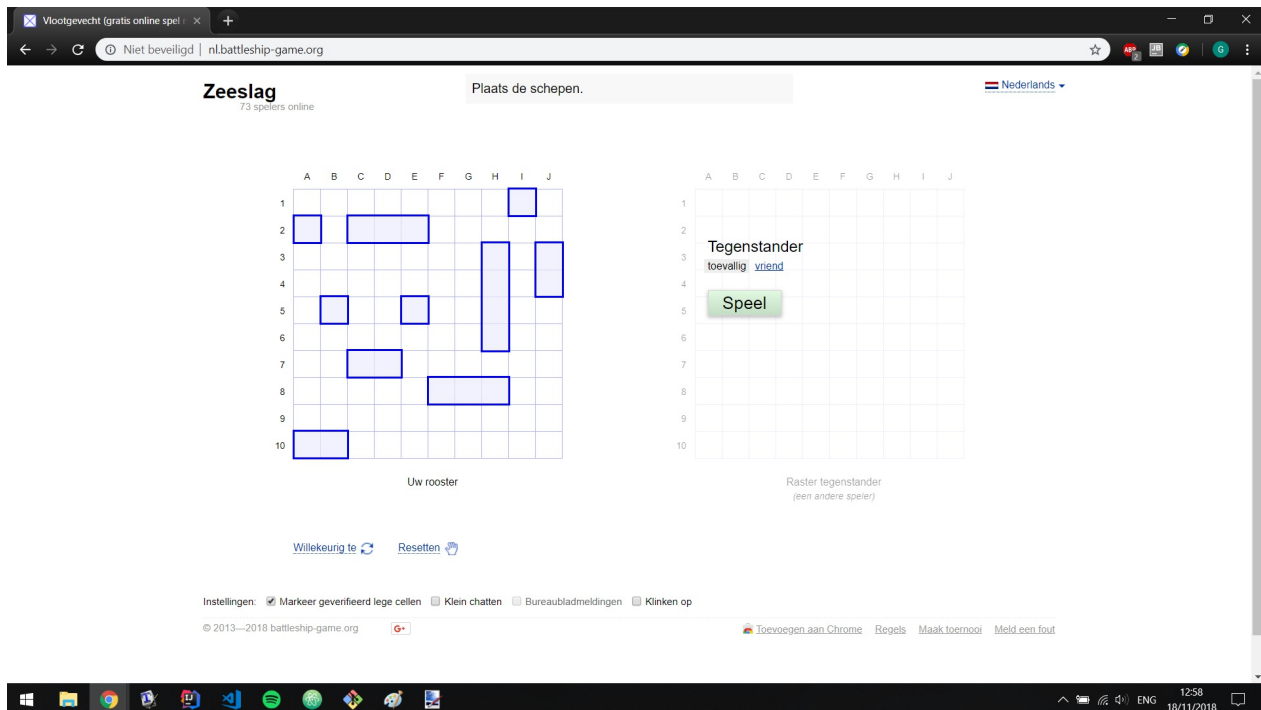 Vlootgevecht (gratis online spel
Niet beveiligd | nl.battleship-game.org
ABP
2
JB
G
Zeeslag
73 spelers online
Plaats de schepen.
Nederlands
A B C D E F G H I J
1
2
3
4
5
6
7
8
9
10
Uw rooster
A B C D E F G H I J
1
2
3
4
5
6
7
8
9
10
Tegenstander
toevallig vriend
Speel
Raster tegenstander
(een andere speler)
Willekeurig te Resetten
Instellingen: Markeer geverifieerd lege cellen Klein chatten Bureaubladmeldingen Klinken op
© 2013—2018 battleship-game.org G+ Toevoegen aan Chrome Regels Maak toernooi Meld een fout
ENG
12:58
18/11/2018